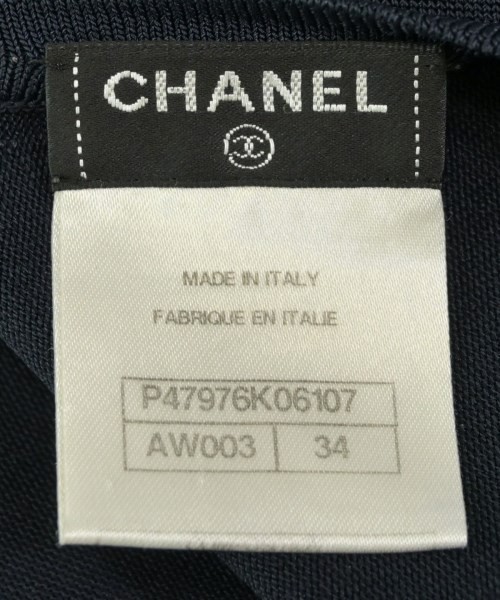 CHANEL
MADE IN ITALY
FABRIQUE EN ITALIE
P47976K06107
AW003 34